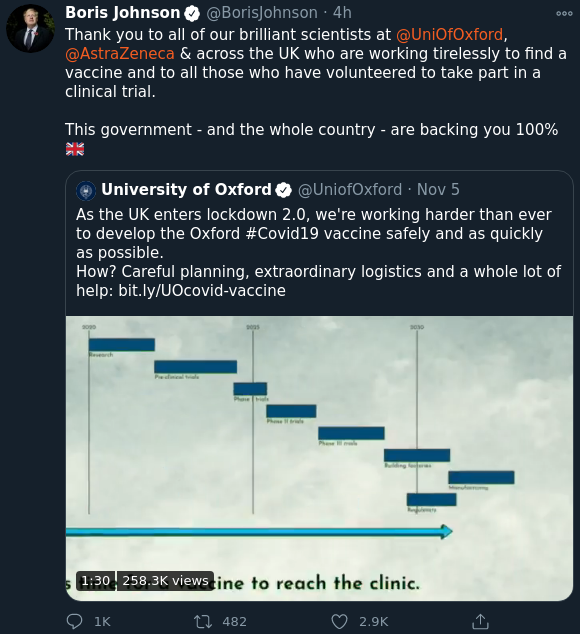 Boris Johnson @BorisJohnson · 4h
Thank you to all of our brilliant scientists at @UniOfOxford,
@AstraZeneca & across the UK who are working tirelessly to find a
vaccine and to all those who have volunteered to take part in a
clinical trial.
This government - and the whole country - are backing you 100%
🇬🇧
University of Oxford @UniofOxford · Nov 5
As the UK enters lockdown 2.0, we're working harder than ever
to develop the Oxford #Covid19 vaccine safely and as quickly
as possible.
How? Careful planning, extraordinary logistics and a whole lot of
help: bit.ly/UOcovid-vaccine
2020 2025 2030
Research
Pre-clinical trials
Phase I trials
Phase II trials
Phase III trials
Building factories
Manufacturing
Regulators
1:30 258.3K views
to reach the clinic.
1K 482 2.9K